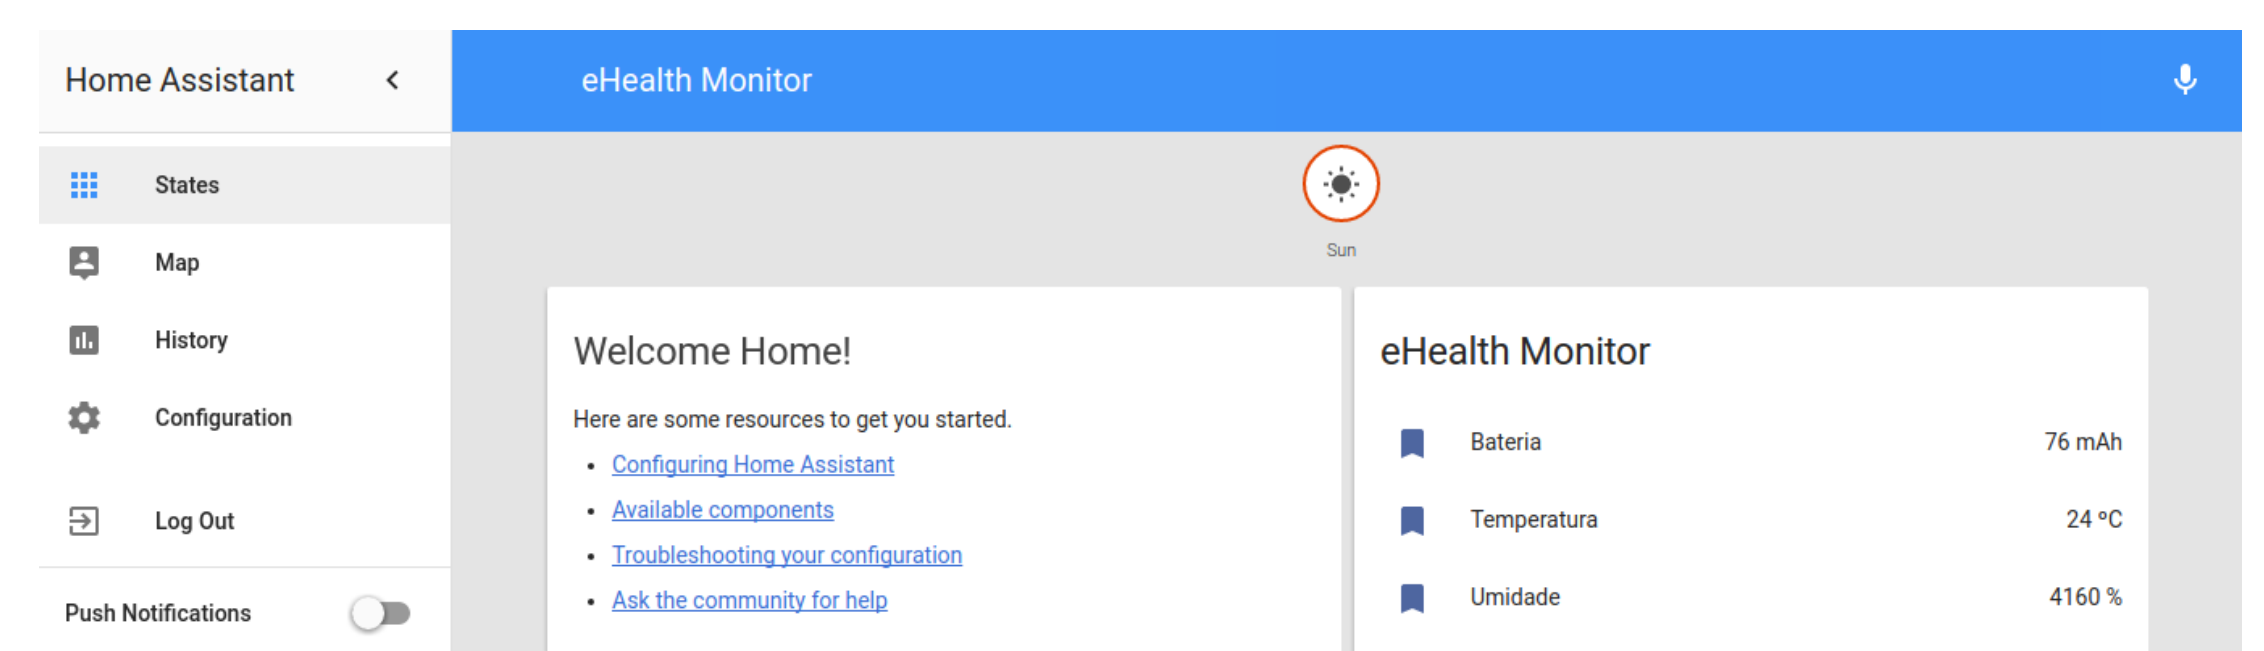 Home Assistant
eHealth Monitor
States
Map
History
Configuration
Log Out
Push Notifications
Sun
Welcome Home!
Here are some resources to get you started.
Configuring Home Assistant
Available components
Troubleshooting your configuration
Ask the community for help
eHealth Monitor
Bateria 76 mAh
Temperatura 24 ºC
Umidade 4160 %